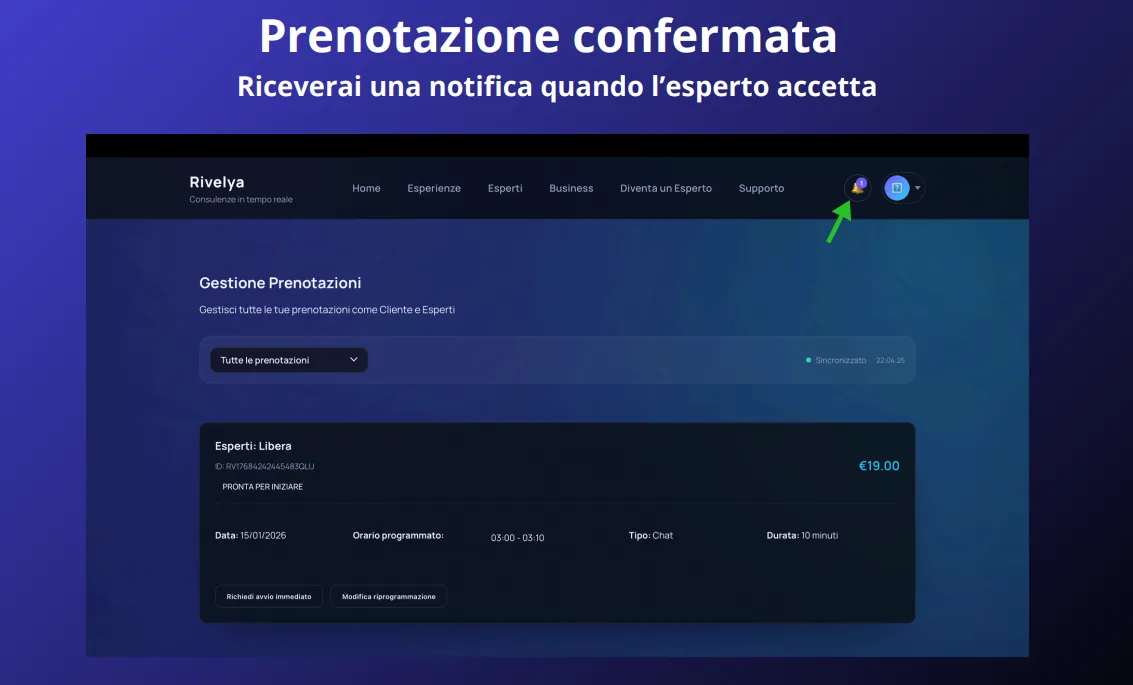 Prenotazione confermata
Riceverai una notifica quando l’esperto accetta
Rivelya
Consulenze in tempo reale
Home Esperienze Esperti Business Diventa un Esperto Supporto
1
Gestione Prenotazioni
Gestisci tutte le tue prenotazioni come Cliente e Esperti
Tutte le prenotazioni
Sincronizzato 22:04:25
Esperti: Libera
ID: RV17684242445483QLU
€19.00
PRONTA PER INIZIARE
Data: 15/01/2026 Orario programmato: 03:00 - 03:10 Tipo: Chat Durata: 10 minuti
Richiedi avvio immediato Modifica riprogrammazione